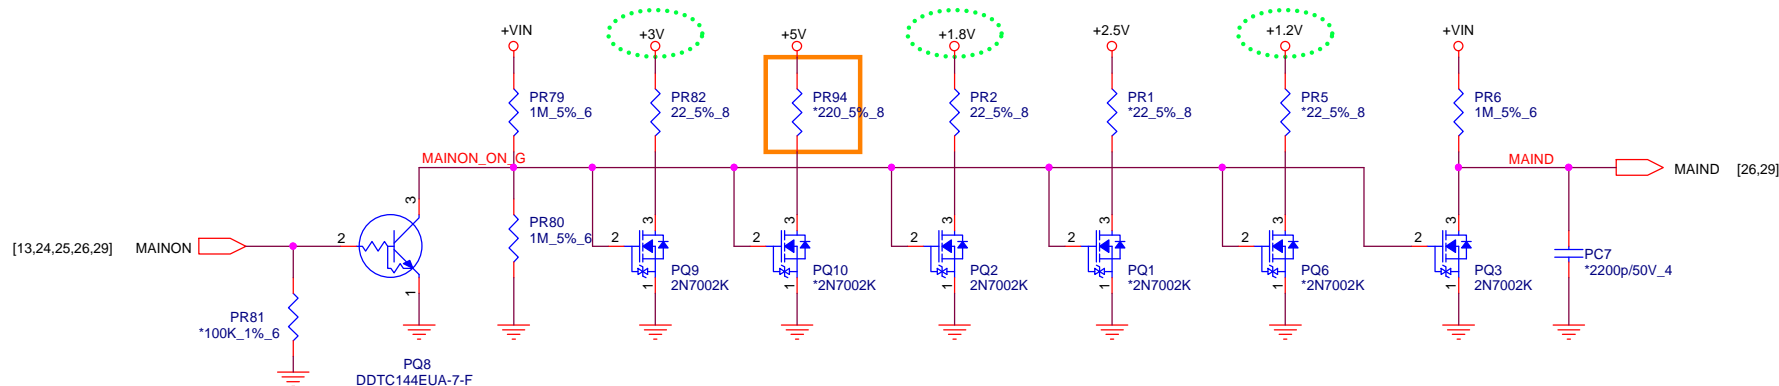 +VIN
+3V
+5V
+1.8V
+2.5V
+1.2V
+VIN
PR79
1M_5%_6
PR82
22_5%_8
PR94
*220_5%_8
PR2
22_5%_8
PR1
*22_5%_8
PR5
*22_5%_8
PR6
1M_5%_6
MAINON_ON_G
MAIND
MAIND [26,29]
3
PR80
1M_5%_6
3
3
3
3
3
3
[13,24,25,26,29] MAINON
2
2
2
2
2
2
2
1
PQ9
2N7002K
1
PQ10
*2N7002K
1
PQ2
2N7002K
1
PQ1
*2N7002K
1
PQ6
*2N7002K
1
PQ3
2N7002K
1
PC7
*2200p/50V_4
PR81
*100K_1%_6
PQ8
DDTC144EUA-7-F